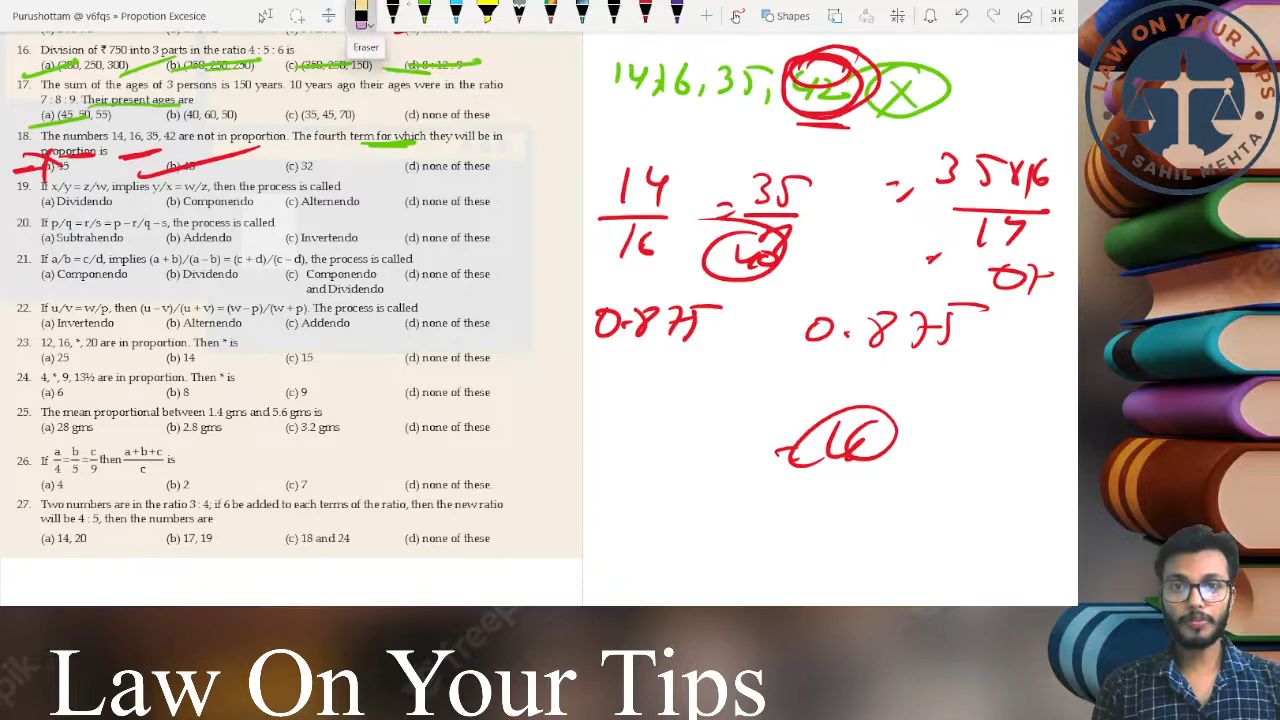 Purushottam @ v6fqs » Propotion Excesice
Shapes
Eraser
16. Division of ₹ 750 into 3 parts in the ratio 4 : 5 : 6 is
(a) (200, 250, 300) (b) (250, 250, 250) (c) (350, 250, 150) (d) 8 : 12 : 9
17. The sum of the ages of 3 persons is 150 years. 10 years ago their ages were in the ratio
7 : 8 : 9. Their present ages are
(a) (45, 50, 55) (b) (40, 60, 50) (c) (35, 45, 70) (d) none of these
18. The numbers 14, 16, 35, 42 are not in proportion. The fourth term for which they will be in
proportion is
(a) 45 (b) (c) 32 (d) none of these
19. If x/y = z/w, implies y/x = w/z, then the process is called
(a) Dividendo (b) Componendo (c) Alternendo (d) none of these
20. If p/q = r/s = p – r/q – s, the process is called
(a) Subtrahendo (b) Addendo (c) Invertendo (d) none of these
21. If a/b = c/d, implies (a + b)/(a – b) = (c + d)/(c – d), the process is called
(a) Componendo (b) Dividendo (c) Componendo (d) none of these
and Dividendo
22. If u/v = w/p, then (u – v)/(u + v) = (w – p)/(w + p). The process is called
(a) Invertendo (b) Alternendo (c) Addendo (d) none of these
23. 12, 16, *, 20 are in proportion. Then * is
(a) 25 (b) 14 (c) 15 (d) none of these
24. 4, *, 9, 13½ are in proportion. Then * is
(a) 6 (b) 8 (c) 9 (d) none of these
25. The mean proportional between 1.4 gms and 5.6 gms is
(a) 28 gms (b) 2.8 gms (c) 3.2 gms (d) none of these
26. If a/4 = b/5 = c/9 then a+b+c/c is
(a) 4 (b) 2 (c) 7 (d) none of these.
27. Two numbers are in the ratio 3 : 4; if 6 be added to each terms of the ratio, then the new ratio
will be 4 : 5, then the numbers are
(a) 14, 20 (b) 17, 19 (c) 18 and 24 (d) none of these
14, 16, 35, 42 X
14/16 = 35/40 = 35×16
0.875 0.875
= 16
LAW ON YOUR TIPS
CA SAHIL MEHTA
Law On Your Tips